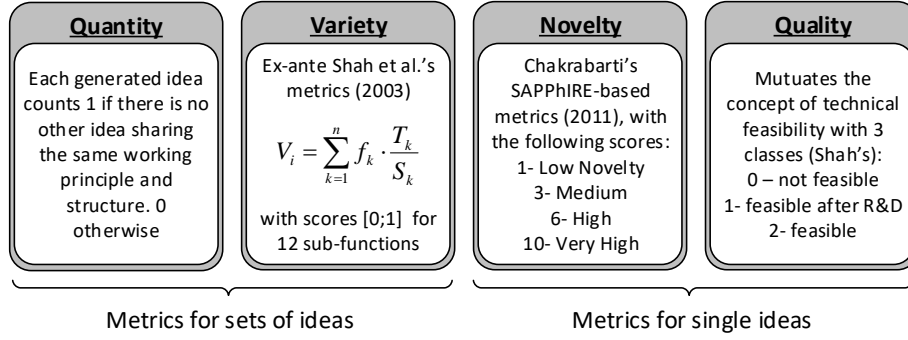 Quantity
Each generated idea
counts 1 if there is no
other idea sharing
the same working
principle and
structure. 0
otherwise
Variety
Ex-ante Shah et al.'s
metrics (2003)
V_i = \sum_{k=1}^{n} f_k \cdot \frac{T_k}{S_k}
with scores [0;1] for
12 sub-functions
Novelty
Chakrabarti's
SAPPhIRE-based
metrics (2011), with
the following scores:
1- Low Novelty
3- Medium
6- High
10- Very High
Quality
Mutuates the
concept of technical
feasibility with 3
classes (Shah's):
0 – not feasible
1- feasible after R&D
2- feasible
Metrics for sets of ideas
Metrics for single ideas